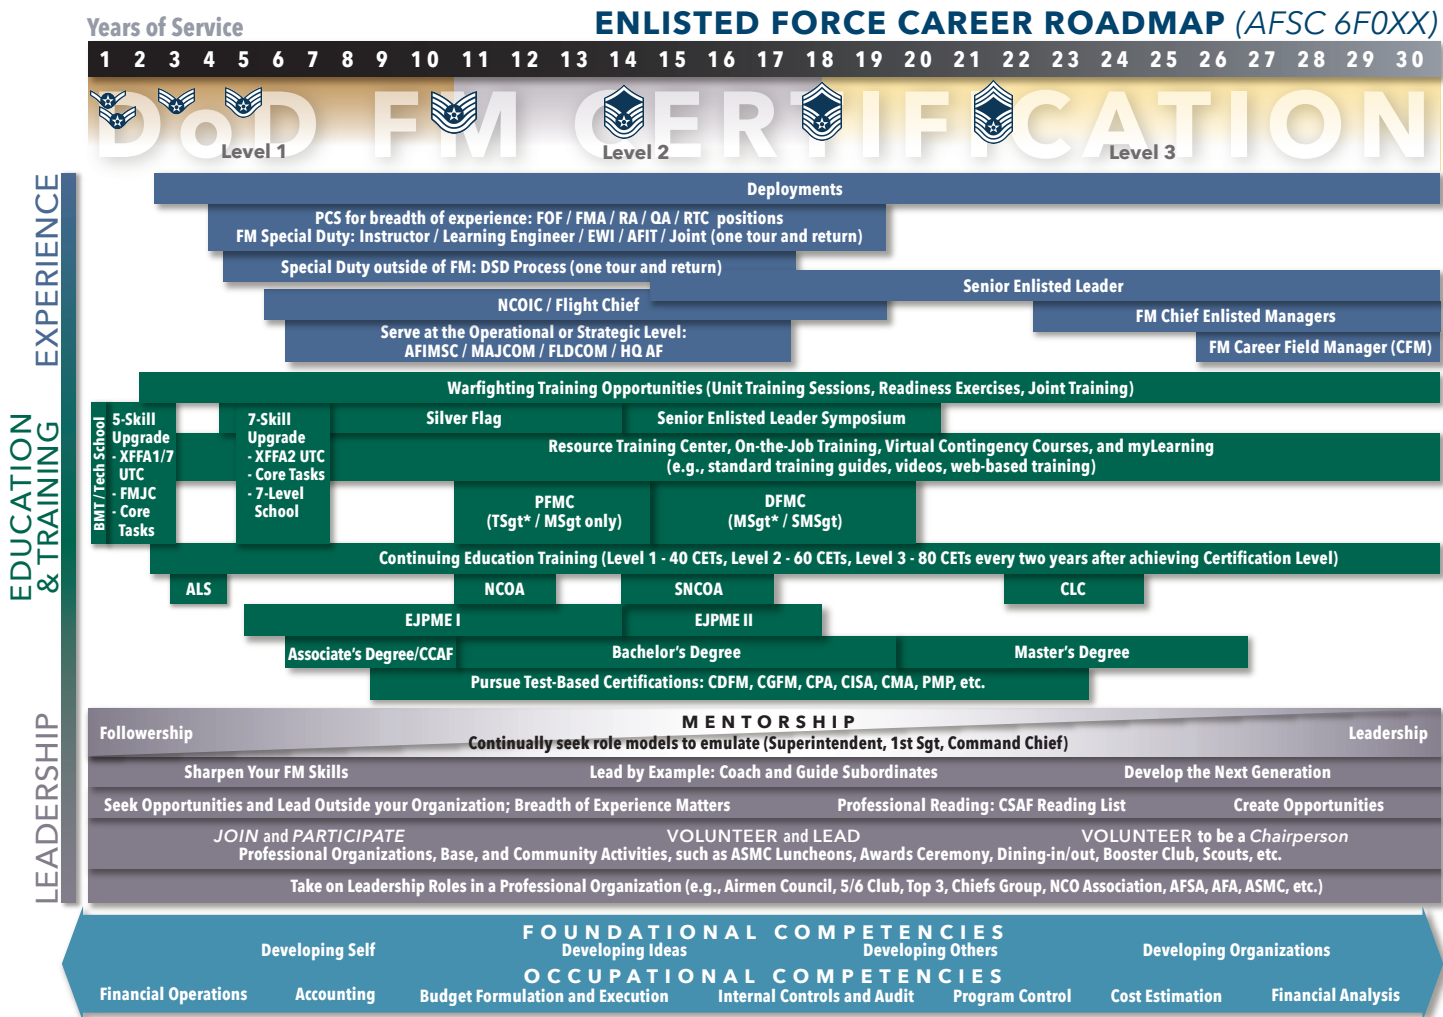 Years of Service
ENLISTED FORCE CAREER ROADMAP (AFSC 6F0XX)
1 2 3 4 5 6 7 8 9 10 11 12 13 14 15 16 17 18 19 20 21 22 23 24 25 26 27 28 29 30
DoD FM CERTIFICATION
Level 1
Level 2
Level 3
EXPERIENCE
Deployments
PCS for breadth of experience: FOF / FMA / RA / QA / RTC positions
FM Special Duty: Instructor / Learning Engineer / EWI / AFIT / Joint (one tour and return)
Special Duty outside of FM: DSD Process (one tour and return)
Senior Enlisted Leader
NCOIC / Flight Chief
FM Chief Enlisted Managers
Serve at the Operational or Strategic Level:
AFIMSC / MAJCOM / FLDCOM / HQ AF
FM Career Field Manager (CFM)
EDUCATION
& TRAINING
Warfighting Training Opportunities (Unit Training Sessions, Readiness Exercises, Joint Training)
BMT / Tech School
5-Skill
Upgrade
- XFFA1/7
UTC
- FMJC
- Core
Tasks
7-Skill
Upgrade
- XFFA2 UTC
- Core Tasks
- 7-Level
School
Silver Flag
Senior Enlisted Leader Symposium
Resource Training Center, On-the-Job Training, Virtual Contingency Courses, and myLearning
(e.g., standard training guides, videos, web-based training)
PFMC
(TSgt* / MSgt only)
DFMC
(MSgt* / SMSgt)
Continuing Education Training (Level 1 - 40 CETs, Level 2 - 60 CETs, Level 3 - 80 CETs every two years after achieving Certification Level)
ALS
NCOA
SNCOA
CLC
EJPME I
EJPME II
Associate's Degree/CCAF
Bachelor's Degree
Master's Degree
Pursue Test-Based Certifications: CDFM, CGFM, CPA, CISA, CMA, PMP, etc.
LEADERSHIP
MENTORSHIP
Followership
Leadership
Continually seek role models to emulate (Superintendent, 1st Sgt, Command Chief)
Sharpen Your FM Skills
Lead by Example: Coach and Guide Subordinates
Develop the Next Generation
Seek Opportunities and Lead Outside your Organization; Breadth of Experience Matters
Professional Reading: CSAF Reading List
Create Opportunities
JOIN and PARTICIPATE
VOLUNTEER and LEAD
VOLUNTEER to be a Chairperson
Professional Organizations, Base, and Community Activities, such as ASMC Luncheons, Awards Ceremony, Dining-in/out, Booster Club, Scouts, etc.
Take on Leadership Roles in a Professional Organization (e.g., Airmen Council, 5/6 Club, Top 3, Chiefs Group, NCO Association, AFSA, AFA, ASMC, etc.)
FOUNDATIONAL COMPETENCIES
Developing Self
Developing Ideas
Developing Others
Developing Organizations
OCCUPATIONAL COMPETENCIES
Financial Operations
Accounting
Budget Formulation and Execution
Internal Controls and Audit
Program Control
Cost Estimation
Financial Analysis